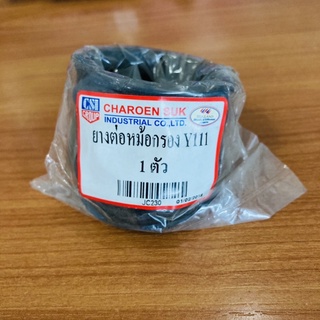 CSI
GROUP
CHAROEN SUK
INDUSTRIAL CO.,LTD.
ยางต่อหม้อกรอง Y111
1 ตัว
JC230